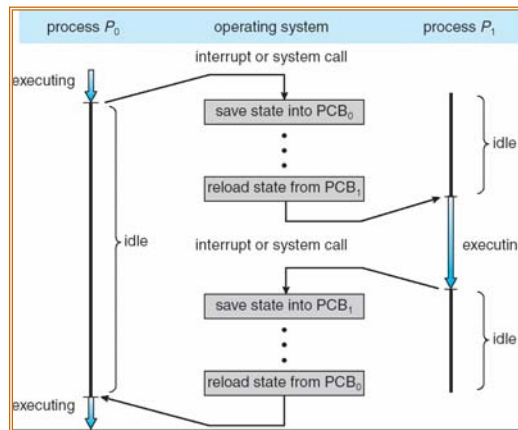 process P0 operating system process P1
interrupt or system call
executing
save state into PCB0
idle
reload state from PCB1
idle
interrupt or system call
executing
save state into PCB1
idle
reload state from PCB0
executing